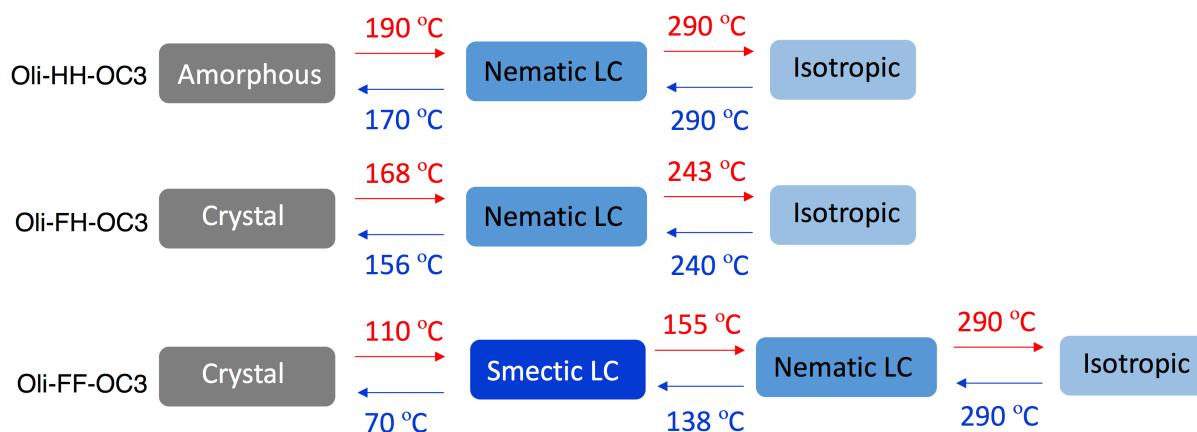 190 °C
290 °C
Oli-HH-OC3
Amorphous
Nematic LC
Isotropic
170 °C
290 °C
168 °C
243 °C
Oli-FH-OC3
Crystal
Nematic LC
Isotropic
156 °C
240 °C
110 °C
155 °C
290 °C
Oli-FF-OC3
Crystal
Smectic LC
Nematic LC
Isotropic
70 °C
138 °C
290 °C